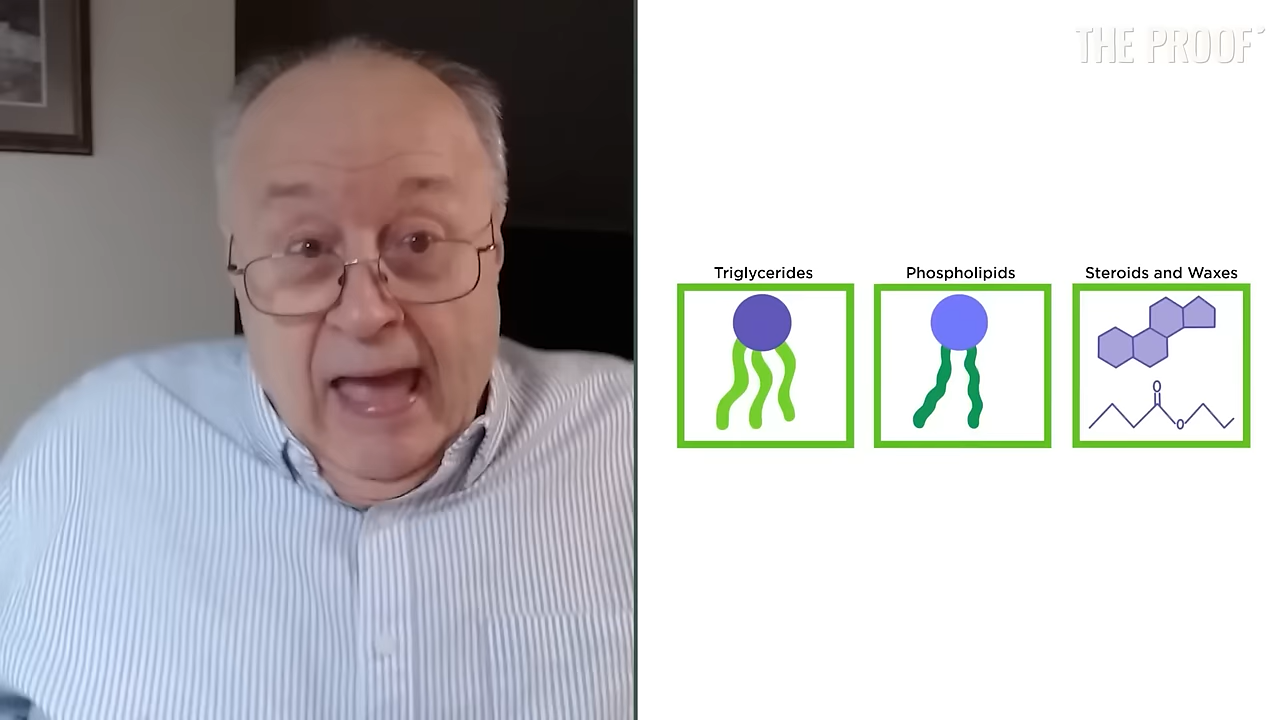 THE PROOF
Triglycerides
Phospholipids
Steroids and Waxes
O
O